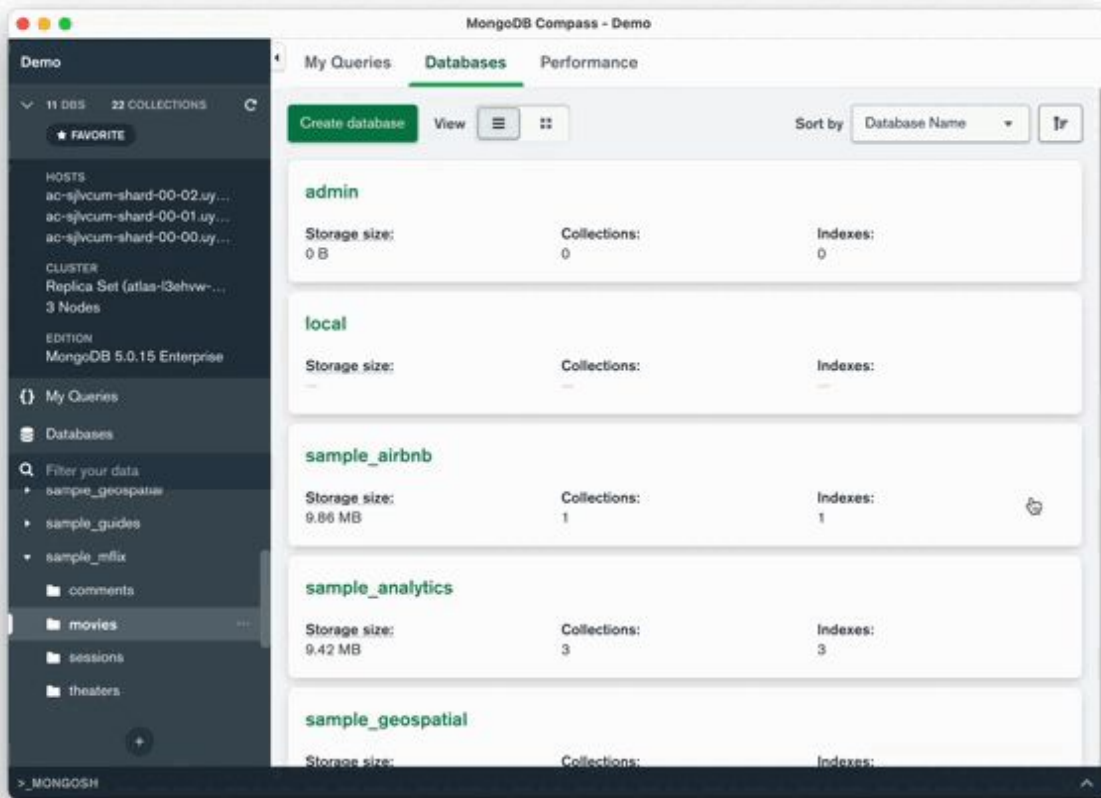 MongoDB Compass - Demo
Demo
11 DBS 22 COLLECTIONS
★ FAVORITE
HOSTS
ac-sjlvcum-shard-00-02.uy...
ac-sjlvcum-shard-00-01.uy...
ac-sjlvcum-shard-00-00.uy...
CLUSTER
Replica Set (atlas-l3ehvw-...
3 Nodes
EDITION
MongoDB 5.0.15 Enterprise
{} My Queries
Databases
Filter your data
sample_geospatial
sample_guides
sample_mflix
comments
movies ...
sessions
theaters
+
>_MONGOSH
My Queries Databases Performance
Create database View Sort by Database Name
admin
Storage size: Collections: Indexes:
0 B 0 0
local
Storage size: Collections: Indexes:
— — —
sample_airbnb
Storage size: Collections: Indexes:
9.86 MB 1 1
sample_analytics
Storage size: Collections: Indexes:
9.42 MB 3 3
sample_geospatial
Storage size: Collections: Indexes: